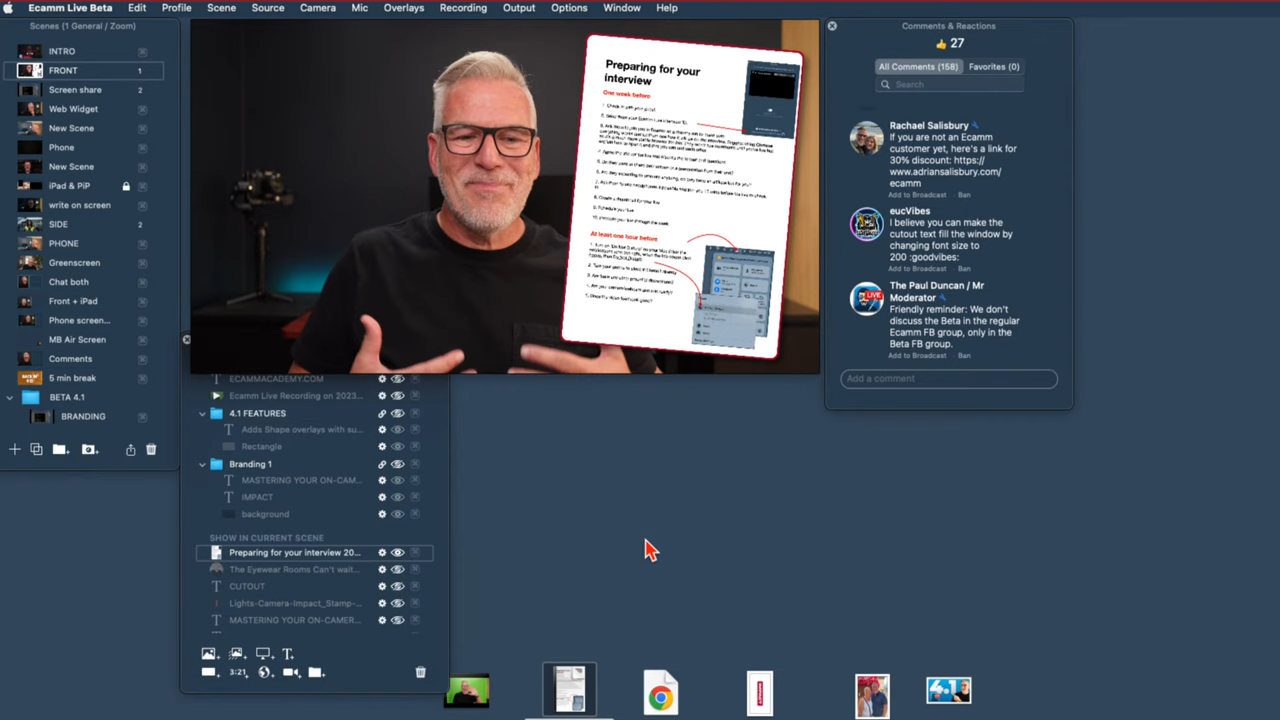 Ecamm Live Beta Edit Profile Scene Source Camera Mic Overlays Recording Output Options Window Help
Scenes (1 General / Zoom)
INTRO
FRONT 1
Screen share 2
Web Widget
New Scene
Phone
New Scene
iPad & PiP
write on screen
SIDE 2
PHONE
Greenscreen
Chat both
Front + iPad
Phone screen...
MB Air Screen
Comments
5 min break
BETA 4.1
BRANDING
Preparing for your
interview
One week before:
At least one hour before:
ECAMMACADEMY.COM
Ecamm Live Recording on 2023...
4.1 FEATURES
Adds Shape overlays with su...
Rectangle
Branding 1
MASTERING YOUR ON-CAM...
IMPACT
background
SHOW IN CURRENT SCENE
Preparing for your interview 20...
The Eyewear Rooms Can't wait...
CUTOUT
Lights-Camera-Impact_Stamp-...
MASTERING YOUR ON-CAMER...
3:21
Comments & Reactions
👍 27
All Comments (158) Favorites (0)
Search
Rachael Salisbury
If you are not an Ecamm
customer yet, here's a link for
30% discount: https://
www.adriansalisbury.com/
ecamm
Add to Broadcast Ban
eucVibes
I believe you can make the
cutout text fill the window by
changing font size to
200 :goodvibes:
Add to Broadcast Ban
The Paul Duncan / Mr
Moderator
Friendly reminder: We don't
discuss the Beta in the regular
Ecamm FB group, only in the
Beta FB group.
Add to Broadcast Ban
Add a comment
LIVE
4.1